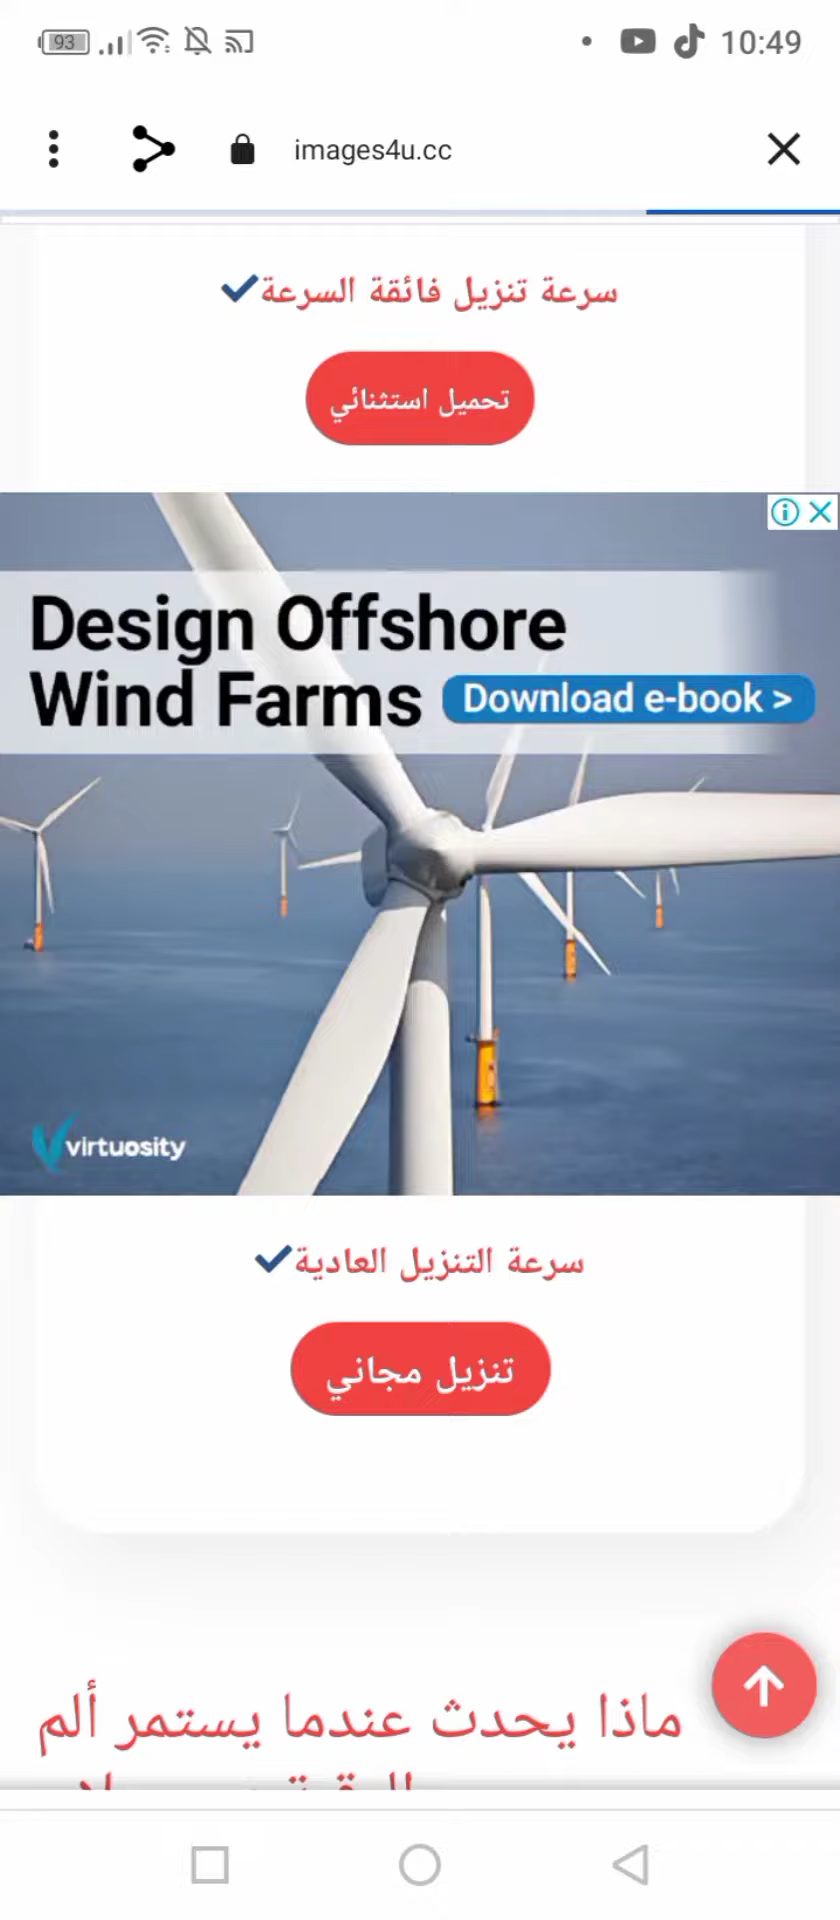 93
10:49
images4u.cc
سرعة تنزيل فائقة السرعة
تحميل استثنائي
Design Offshore
Wind Farms
Download e-book >
virtuosity
سرعة التنزيل العادية
تنزيل مجاني
ماذا يحدث عندما يستمر ألم